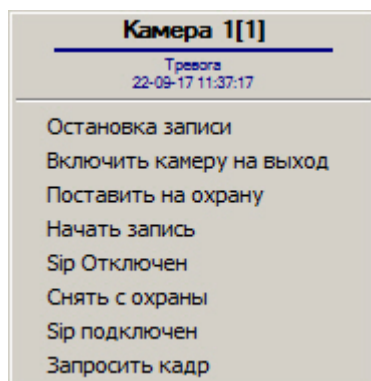 Камера 1[1]
Тревога
22-09-17 11:37:17
Остановка записи
Включить камеру на выход
Поставить на охрану
Начать запись
Sip Отключен
Снять с охраны
Sip подключен
Запросить кадр